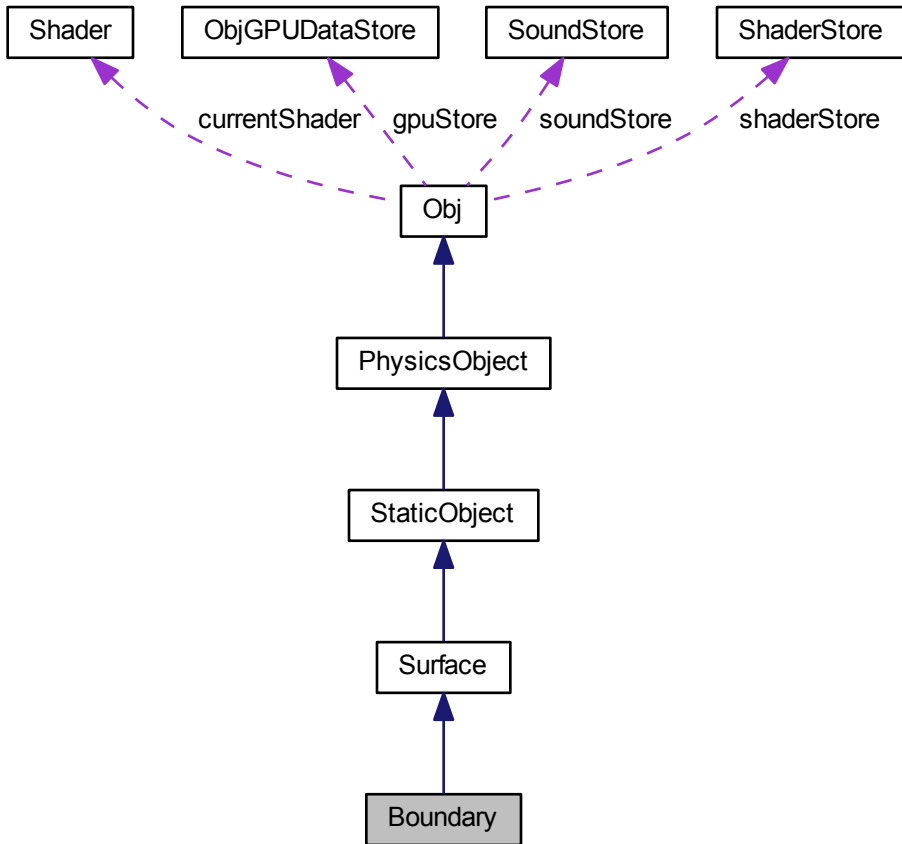 Shader
ObjGPUDataStore
SoundStore
ShaderStore
currentShader
gpuStore
soundStore
shaderStore
Obj
PhysicsObject
StaticObject
Surface
Boundary